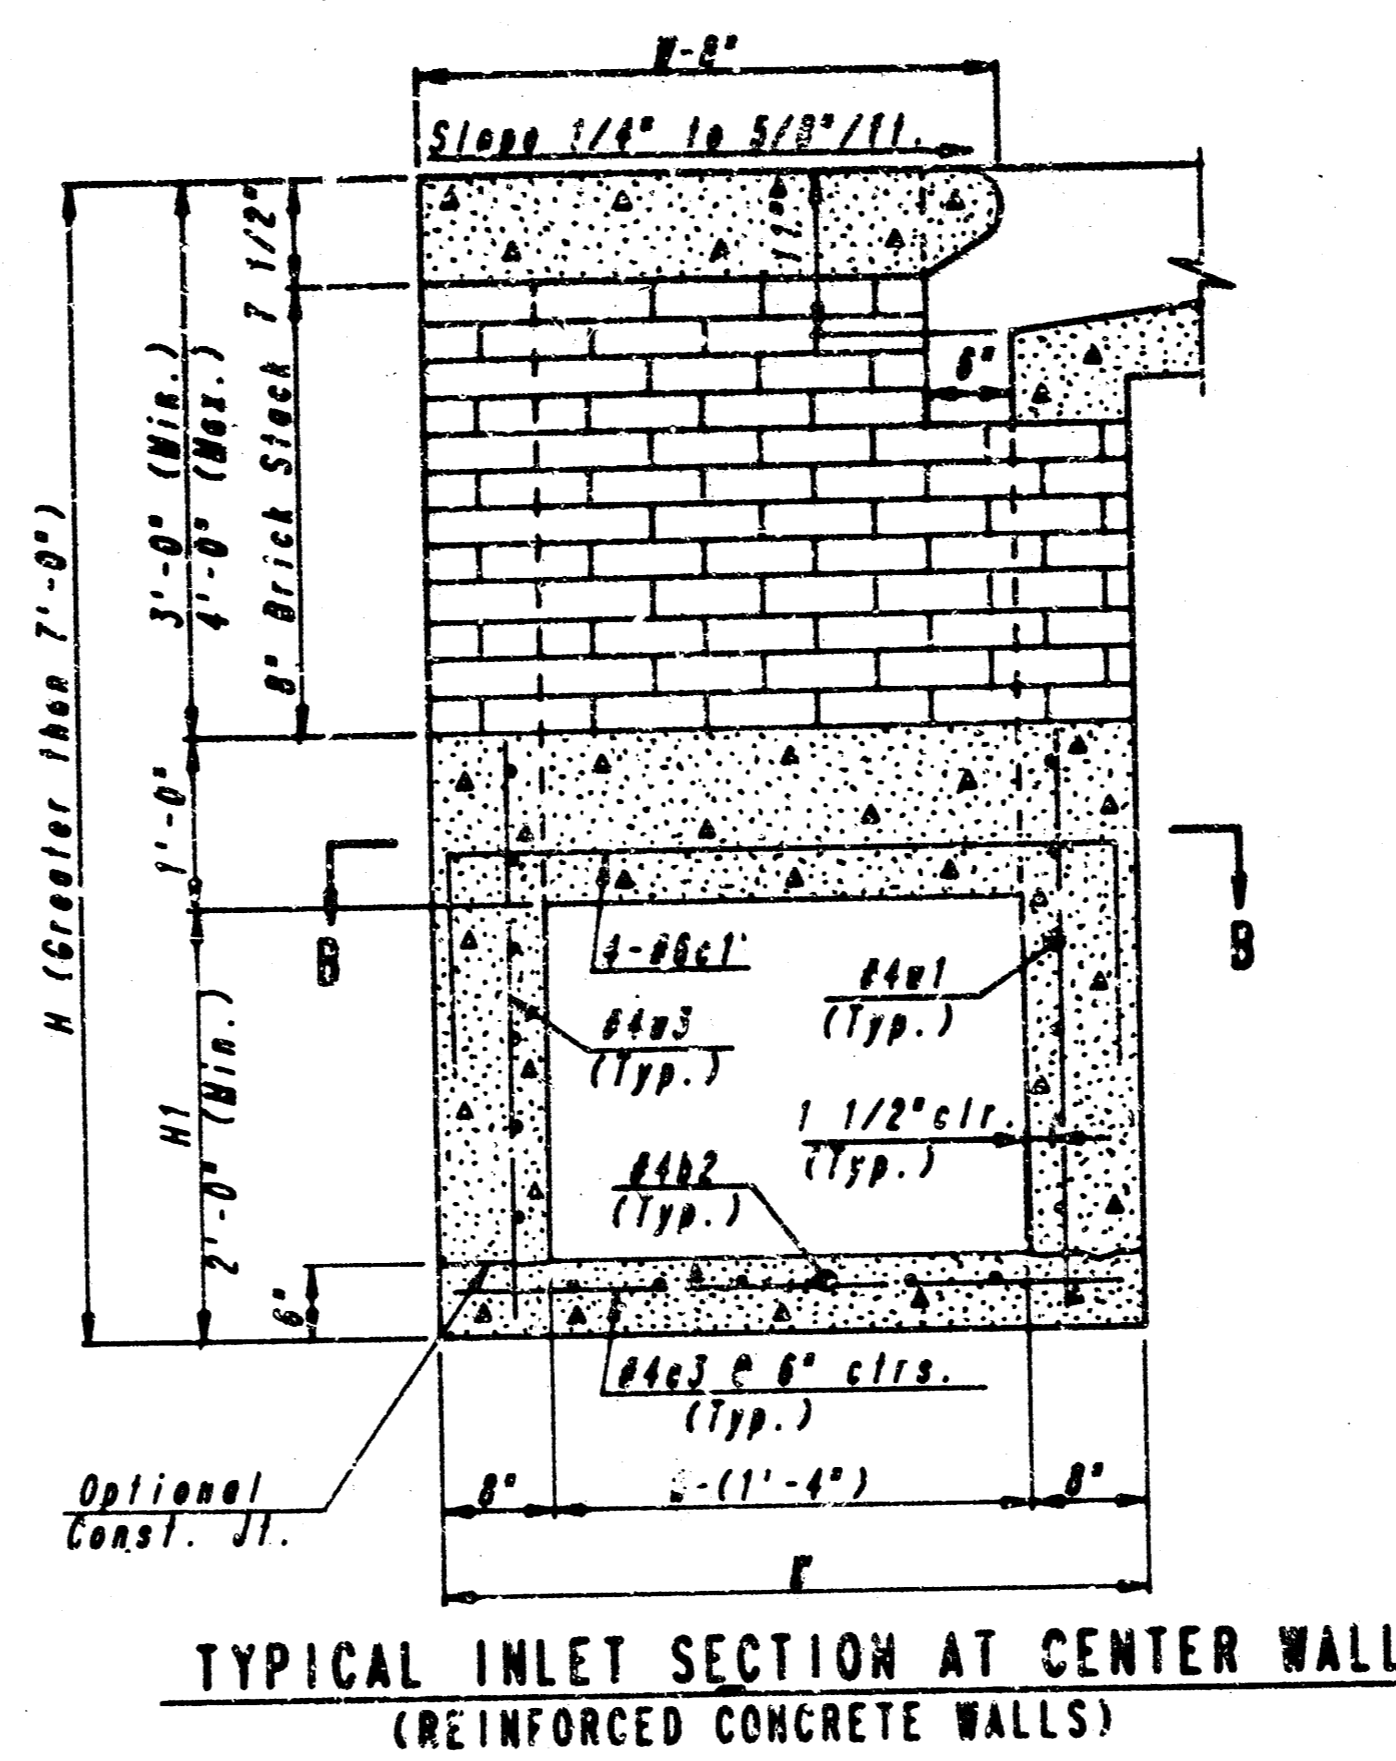 W-8"
Slope 1/4" to 5/8"/ft.
7 1/2"
11"
3'-0" (Min.)
4'-0" (Max.)
8" Brick Stack
6"
H (Greater than 7'-0")
1'-0"
B
B
4-#6c1
#4w1
(Typ.)
#4w3
(Typ.)
H1
2'-0" (Min.)
1 1/2" clr.
(Typ.)
#4b2
(Typ.)
6"
#4c3 @ 6" ctrs.
(Typ.)
Optional
Const. Jt.
8"
-(1'-4")
8"
W
TYPICAL INLET SECTION AT CENTER WALL
(REINFORCED CONCRETE WALLS)